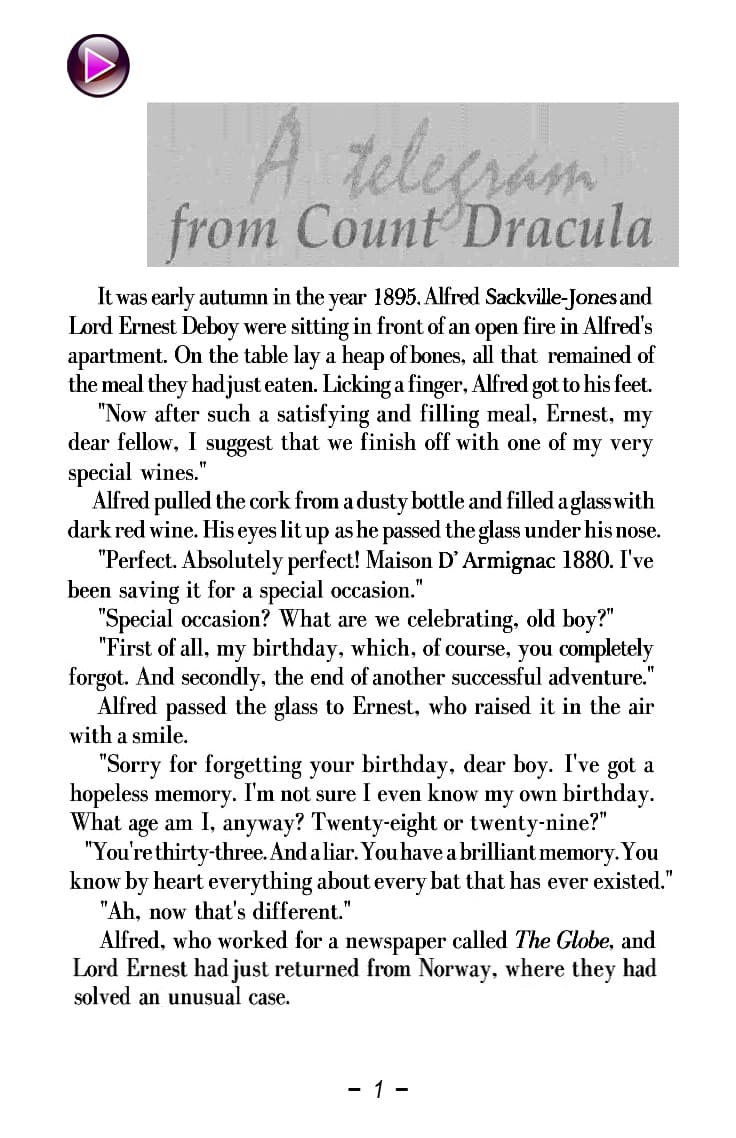 A telegram
from Count Dracula
It was early autumn in the year 1895. Alfred Sackville-Jones and
Lord Ernest Deboy were sitting in front of an open fire in Alfred's
apartment. On the table lay a heap of bones, all that remained of
the meal they had just eaten. Licking a finger, Alfred got to his feet.
"Now after such a satisfying and filling meal, Ernest, my
dear fellow, I suggest that we finish off with one of my very
special wines."
Alfred pulled the cork from a dusty bottle and filled a glass with
dark red wine. His eyes lit up as he passed the glass under his nose.
"Perfect. Absolutely perfect! Maison D' Armignac 1880. I've
been saving it for a special occasion."
"Special occasion? What are we celebrating, old boy?"
"First of all, my birthday, which, of course, you completely
forgot. And secondly, the end of another successful adventure."
Alfred passed the glass to Ernest, who raised it in the air
with a smile.
"Sorry for forgetting your birthday, dear boy. I've got a
hopeless memory. I'm not sure I even know my own birthday.
What age am I, anyway? Twenty-eight or twenty-nine?"
"You're thirty-three. And a liar. You have a brilliant memory. You
know by heart everything about every bat that has ever existed."
"Ah, now that's different."
Alfred, who worked for a newspaper called The Globe, and
Lord Ernest had just returned from Norway, where they had
solved an unusual case.
– 1 –